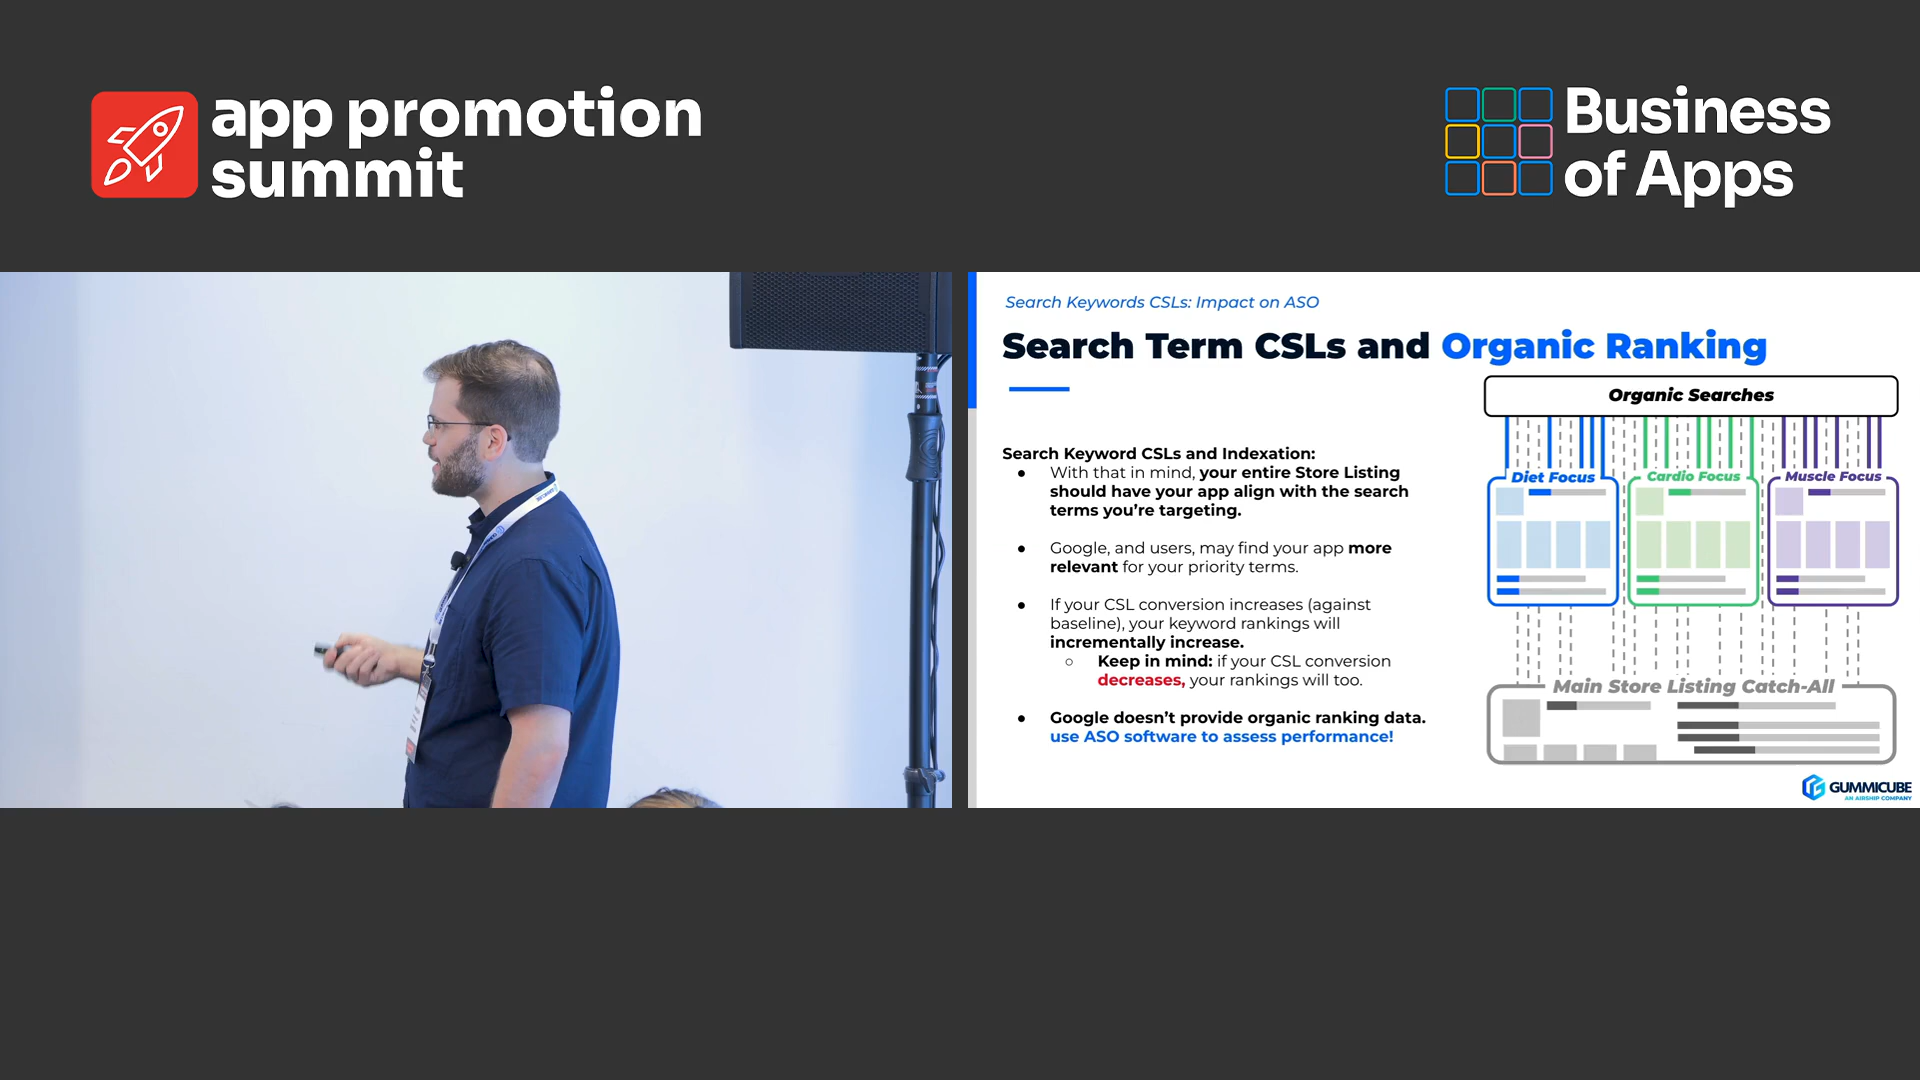 app promotion
summit
Business
of Apps
Search Keywords CSLs: Impact on ASO
Search Term CSLs and Organic Ranking
Search Keyword CSLs and Indexation:
● With that in mind, your entire Store Listing
should have your app align with the search
terms you're targeting.
● Google, and users, may find your app more
relevant for your priority terms.
● If your CSL conversion increases (against
baseline), your keyword rankings will
incrementally increase.
○ Keep in mind: if your CSL conversion
decreases, your rankings will too.
● Google doesn't provide organic ranking data.
use ASO software to assess performance!
Organic Searches
Diet Focus
Cardio Focus
Muscle Focus
Main Store Listing Catch-All
GUMMICUBE
AN AIRSHIP COMPANY